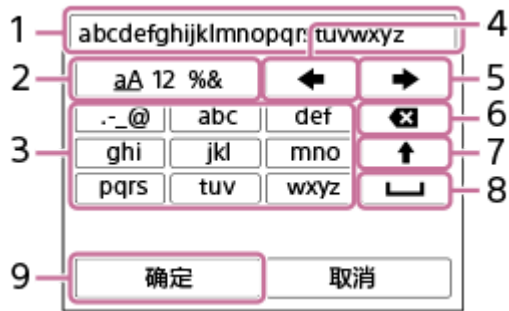 1 abcdefghijklmnopqrstuvwxyz 4
2 aA 12 %& 5
.-_@ abc def 6
3 ghi jkl mno 7
pqrs tuv wxyz 8
9 确定 取消